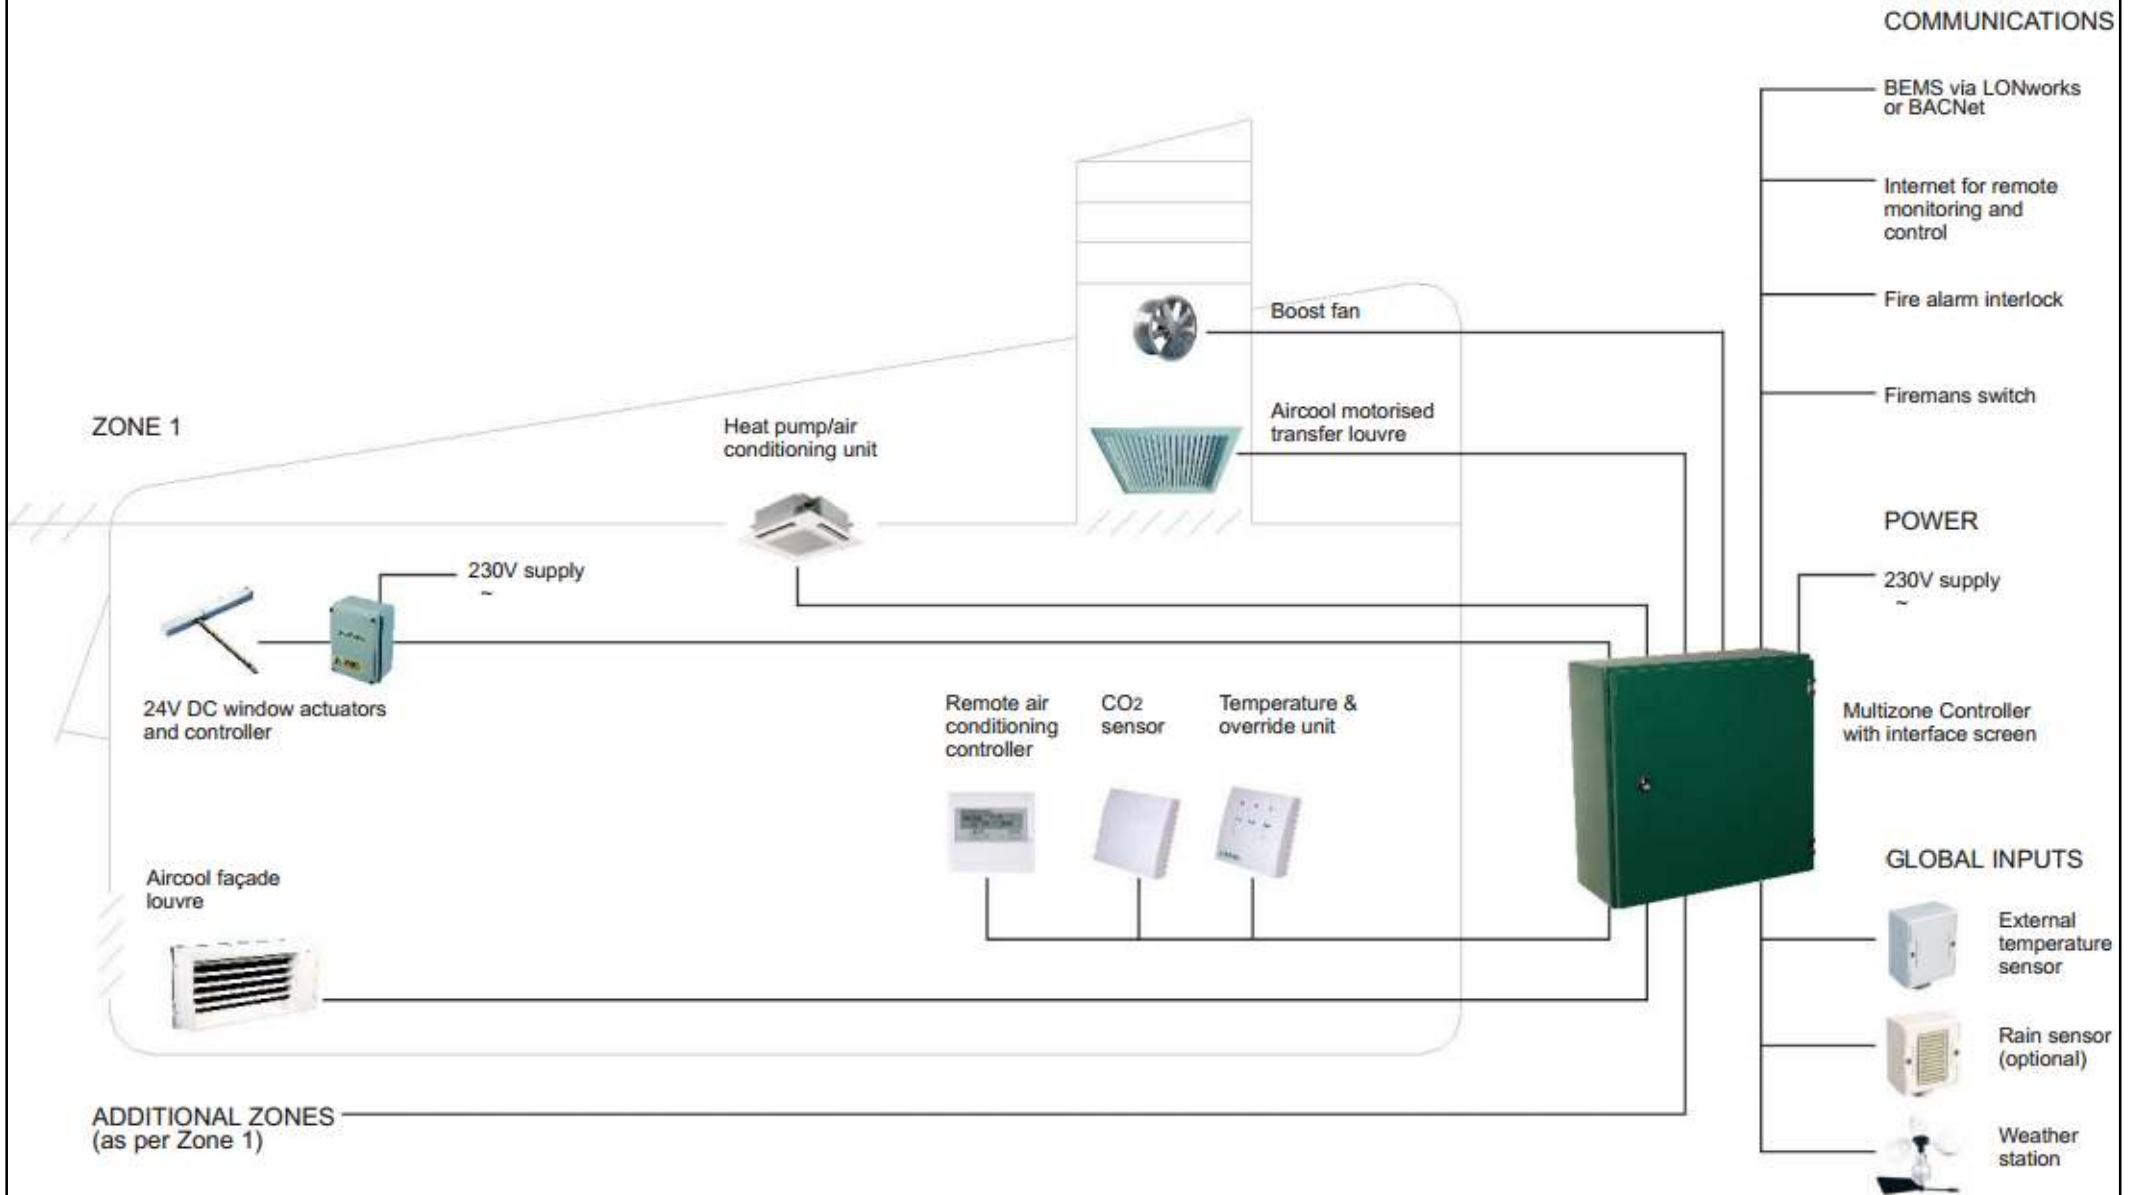 COMMUNICATIONS
BEMS via LONworks
or BACNet
Internet for remote
monitoring and
control
Fire alarm interlock
Firemans switch
Boost fan
Aircool motorised
transfer louvre
ZONE 1
Heat pump/air
conditioning unit
230V supply
~
24V DC window actuators
and controller
POWER
230V supply
~
Remote air
conditioning
controller
CO2
sensor
Temperature &
override unit
Multizone Controller
with interface screen
Aircool façade
louvre
GLOBAL INPUTS
External
temperature
sensor
Rain sensor
(optional)
Weather
station
ADDITIONAL ZONES
(as per Zone 1)